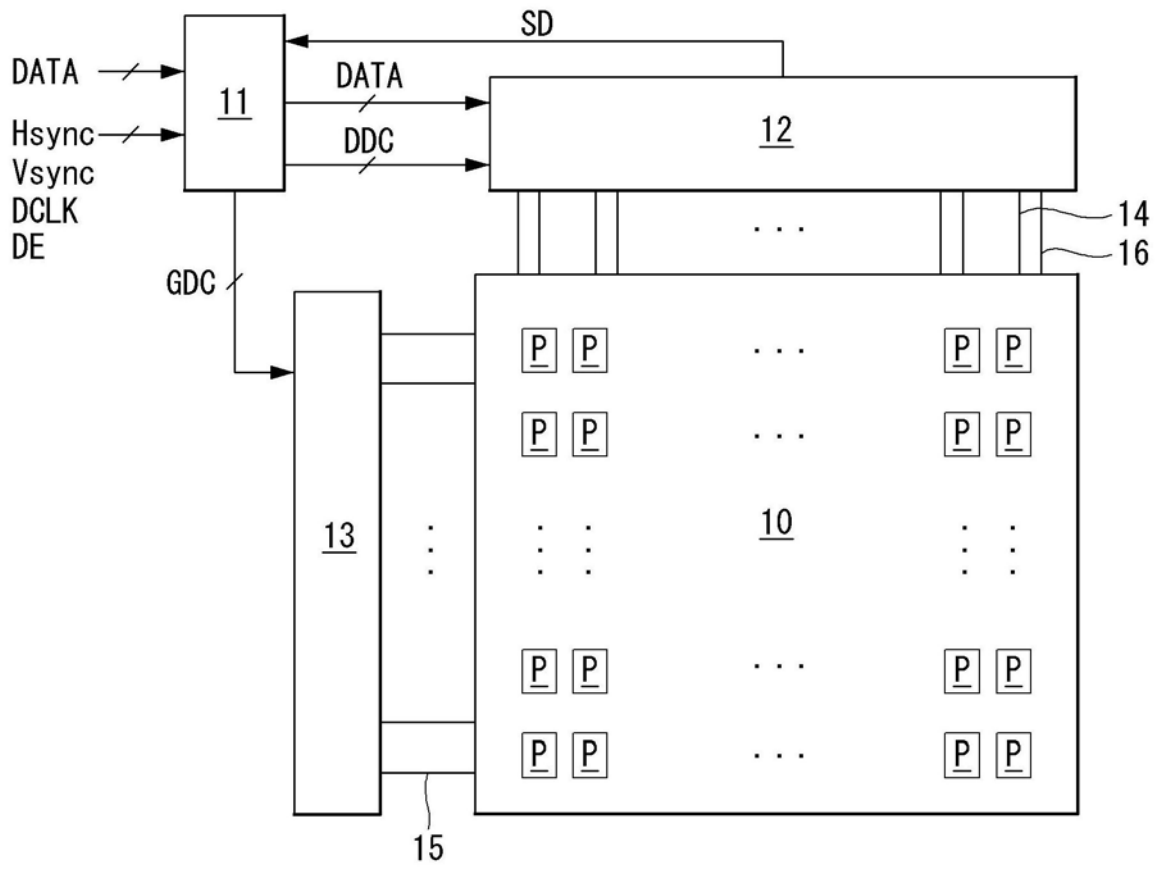 SD
DATA
DATA
11
12
Hsync
DDC
Vsync
DCLK
DE
14
16
. . .
GDC
P P . . . P P
P P . . . P P
13
10
P P . . . P P
P P . . . P P
15